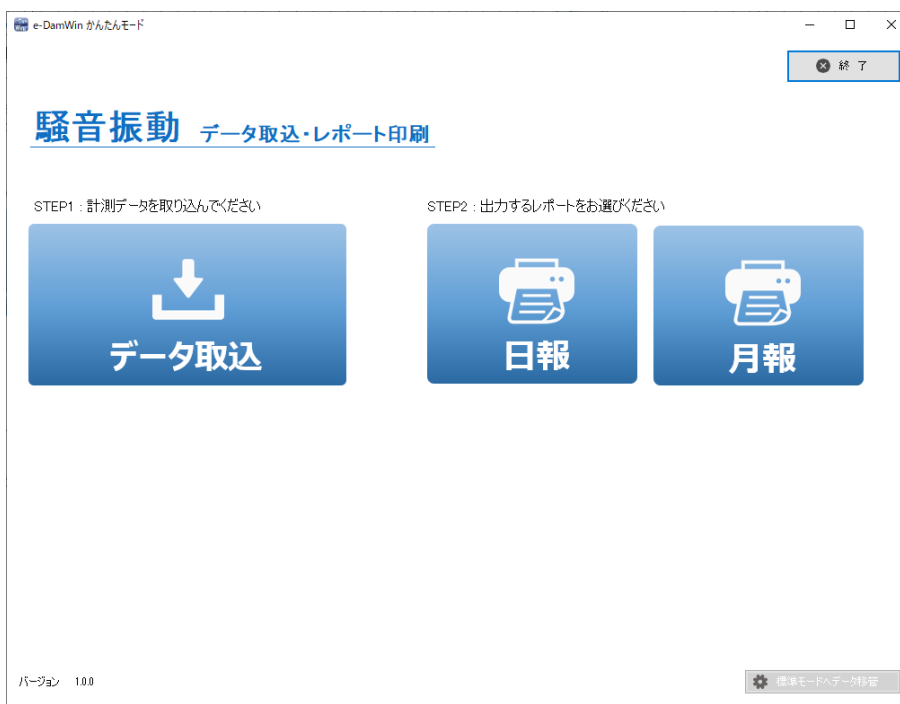 e-DamWin かんたんモード
終 了
騒音振動 データ取込・レポート印刷
STEP1：計測データを取り込んでください
STEP2：出力するレポートをお選びください
データ取込
日報
月報
バージョン 1.0.0
標準モードへデータ移管